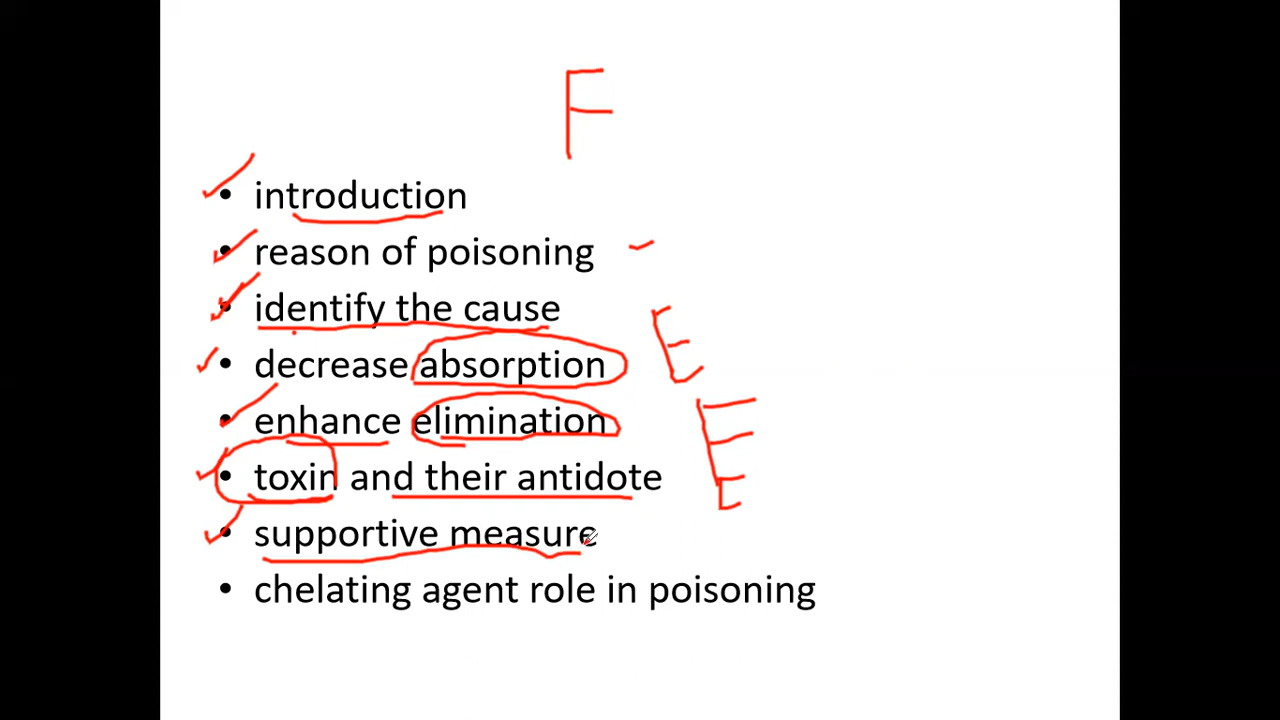 F
• introduction
• reason of poisoning
• identify the cause
• decrease absorption
E
• enhance elimination
E
• toxin and their antidote
• supportive measure
• chelating agent role in poisoning